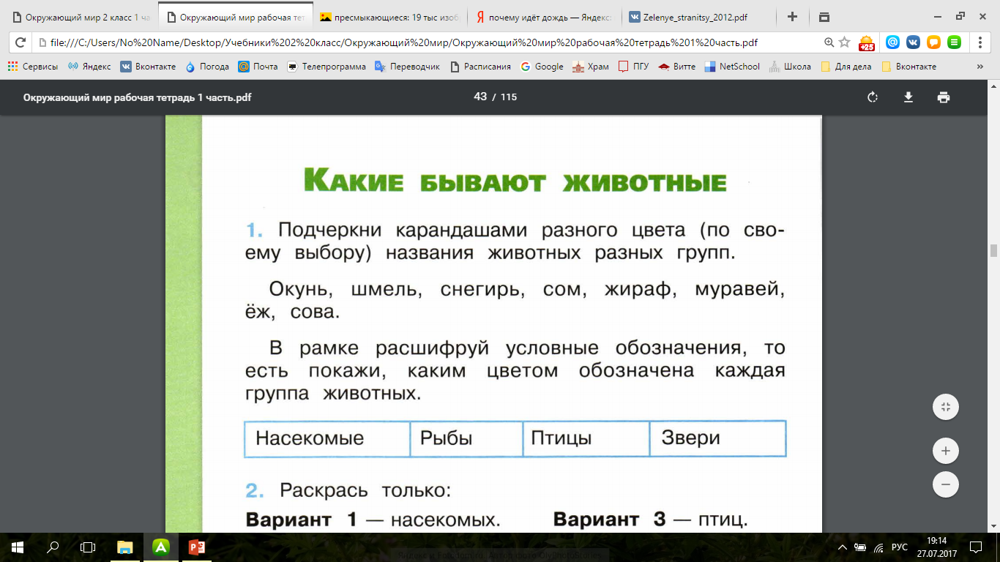 Окружающий мир 2 класс 1 ча
Окружающий мир рабочая тет
пресмыкающиеся: 19 тыс изоб
почему идёт дождь — Яндекс:
Zelenye_stranitsy_2012.pdf
file:///C:/Users/No%20Name/Desktop/Учебники%202%20класс/Окружающий%20мир/Окружающий%20мир%20рабочая%20тетрадь%201%20часть.pdf
+25
Сервисы Яндекс Вконтакте Погода Почта Телепрограмма Переводчик Расписания Google Храм ПГУ Витте NetSchool Школа Для дела Вконтакте »
Окружающий мир рабочая тетрадь 1 часть.pdf 43 / 115
Какие бывают животные
1. Подчеркни карандашами разного цвета (по сво-
ему выбору) названия животных разных групп.
Окунь, шмель, снегирь, сом, жираф, муравей,
ёж, сова.
В рамке расшифруй условные обозначения, то
есть покажи, каким цветом обозначена каждая
группа животных.
Насекомые Рыбы Птицы Звери
2. Раскрась только:
Вариант 1 — насекомых. Вариант 3 — птиц.
РУС
19:14
27.07.2017